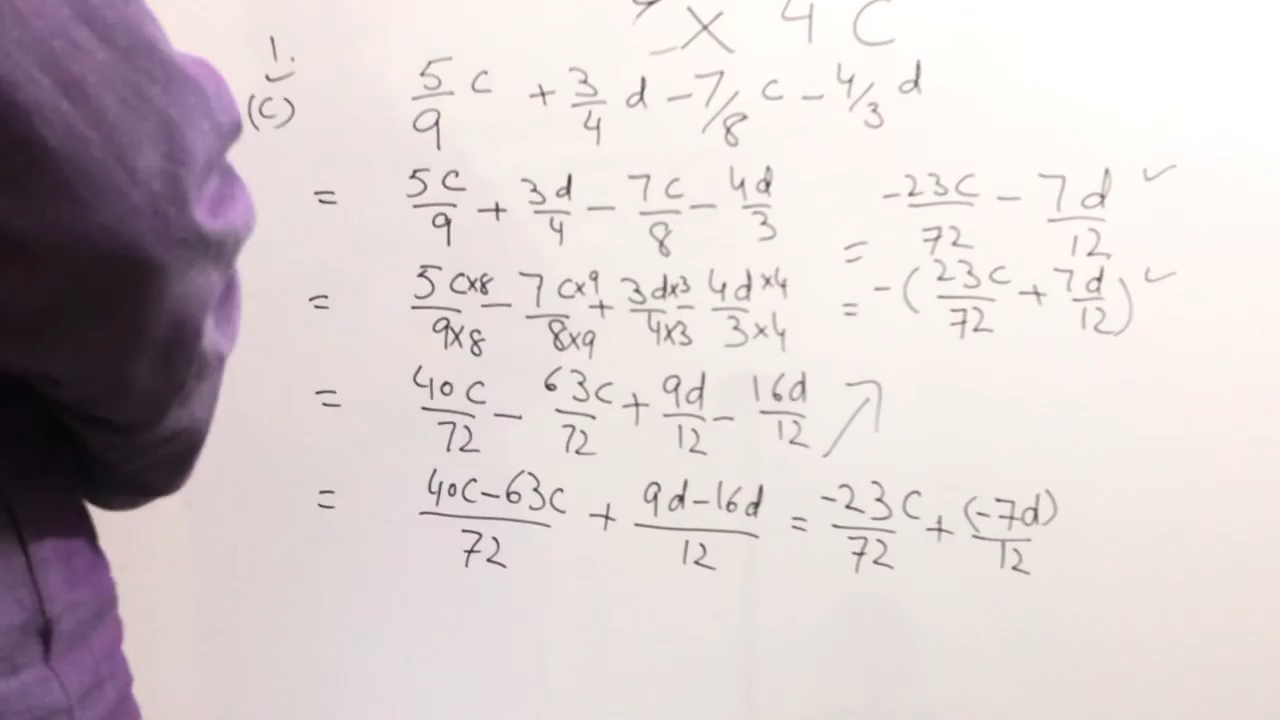 X 4 C
1.
(C) 5/9 c + 3/4 d - 7/8 c - 4/3 d
= 5c/9 + 3d/4 - 7c/8 - 4d/3
= 5c×8/9×8 - 7c×9/8×9 + 3d×3/4×3 - 4d×4/3×4
= 40c/72 - 63c/72 + 9d/12 - 16d/12
= 40c-63c/72 + 9d-16d/12 = -23c/72 + (-7d)/12
= -23c/72 - 7d/12 ✓
= -(23c/72 + 7d/12) ✓